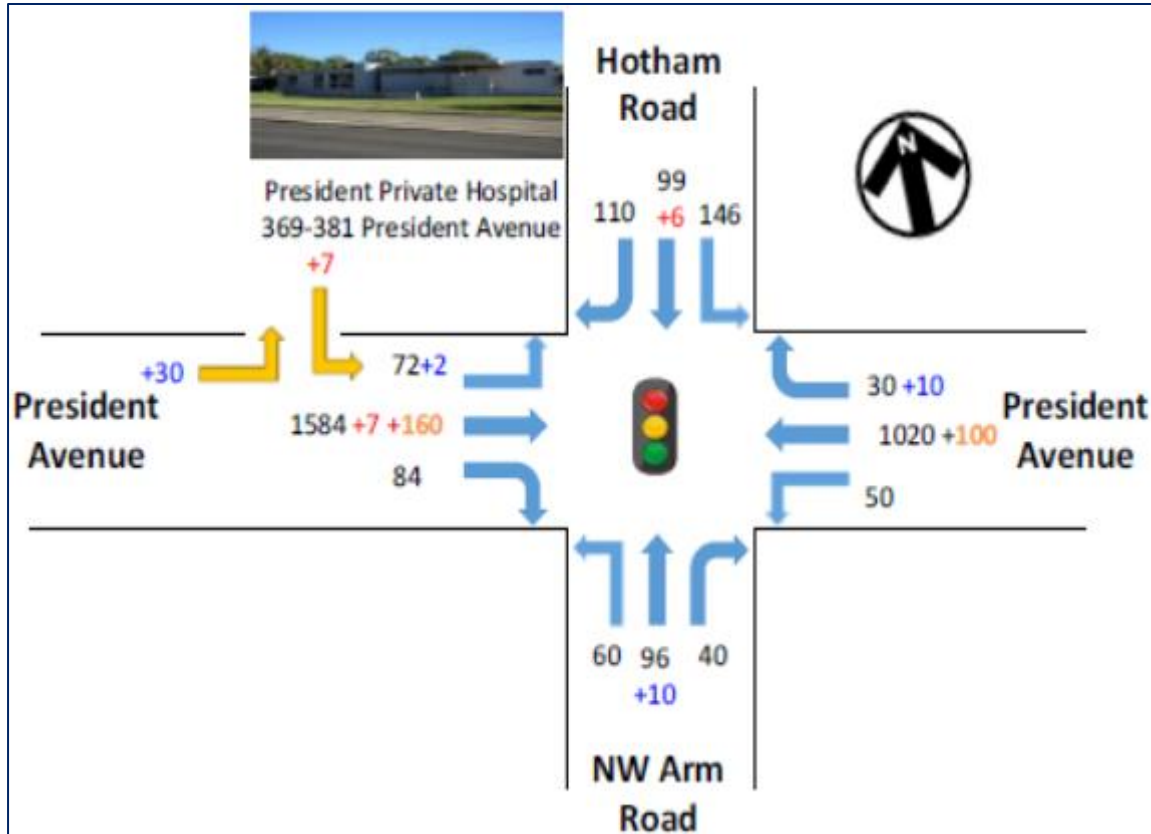 Hotham
Road
N
President Private Hospital
369-381 President Avenue
+7
99
110 +6 146
+30
72+2
30 +10
President
Avenue
1584 +7 +160
1020 +100
President
Avenue
84
50
60 96 40
+10
NW Arm
Road